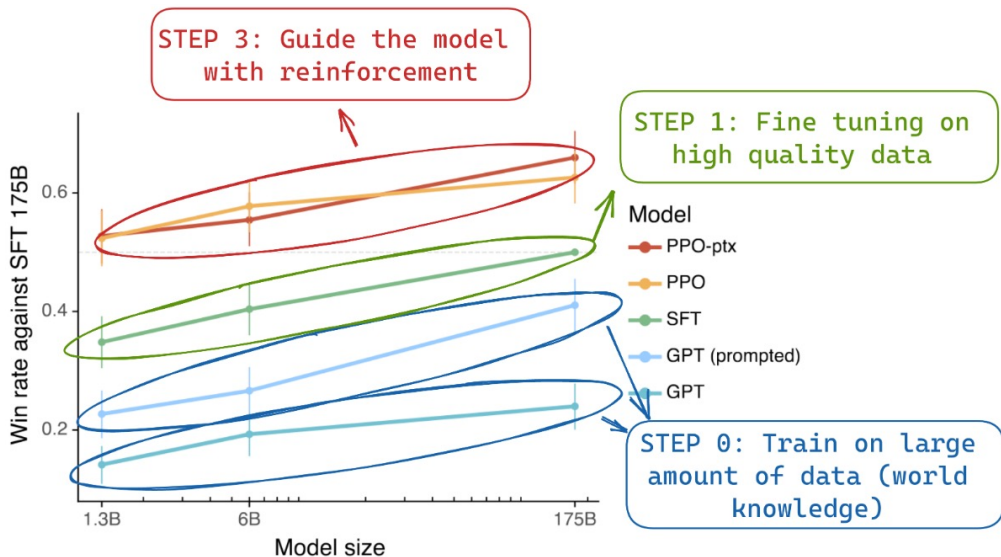 STEP 3: Guide the model
with reinforcement
STEP 1: Fine tuning on
high quality data
Win rate against SFT 175B
0.6
0.4
0.2
Model
PPO-ptx
PPO
SFT
GPT (prompted)
GPT
STEP 0: Train on large
amount of data (world
knowledge)
1.3B
6B
175B
Model size